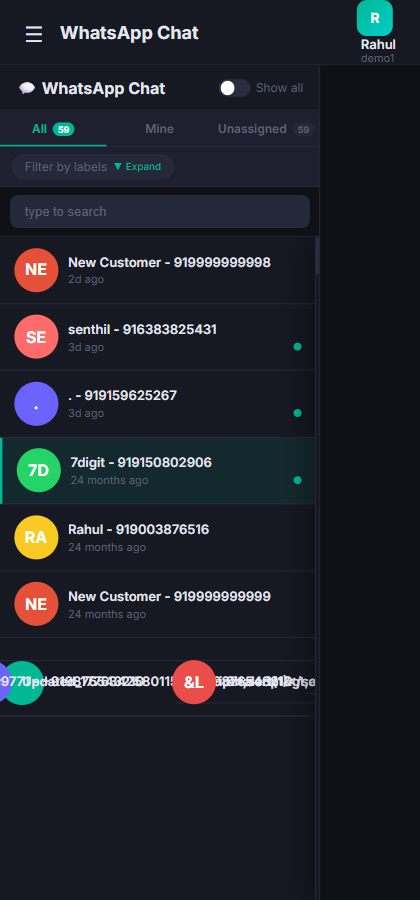 R
☰ WhatsApp Chat
Rahul
demo1
WhatsApp Chat
Show all
All 59 Mine Unassigned 59
Filter by labels ▼ Expand
type to search
NE
New Customer - 919999999998
2d ago
SE
senthil - 916383825431
3d ago
.
. - 919159625267
3d ago
7D
7digit - 919150802906
24 months ago
RA
Rahul - 919003876516
24 months ago
NE
New Customer - 919999999999
24 months ago
&L